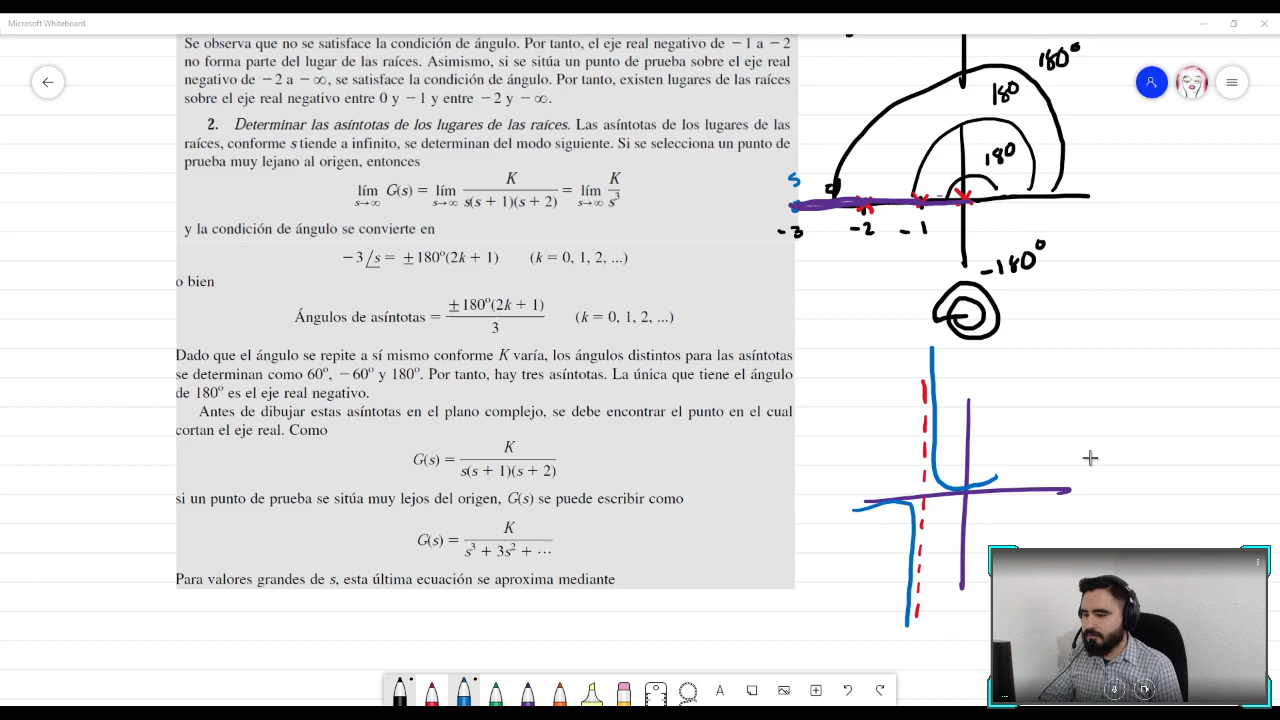 Microsoft Whiteboard
Se observa que no se satisface la condición de ángulo. Por tanto, el eje real negativo de −1 a −2
no forma parte del lugar de las raíces. Asimismo, si se sitúa un punto de prueba sobre el eje real
negativo de −2 a −∞, se satisface la condición de ángulo. Por tanto, existen lugares de las raíces
sobre el eje real negativo entre 0 y −1 y entre −2 y −∞.
2. Determinar las asíntotas de los lugares de las raíces. Las asíntotas de los lugares de las
raíces, conforme s tiende a infinito, se determinan del modo siguiente. Si se selecciona un punto de
prueba muy lejano al origen, entonces
lím s→∞ G(s) = lím s→∞ K / s(s + 1)(s + 2) = lím s→∞ K / s³
y la condición de ángulo se convierte en
−3 /s = ±180°(2k + 1) (k = 0, 1, 2, ...)
o bien
Ángulos de asíntotas = ±180°(2k + 1) / 3 (k = 0, 1, 2, ...)
Dado que el ángulo se repite a sí mismo conforme K varía, los ángulos distintos para las asíntotas
se determinan como 60°, −60° y 180°. Por tanto, hay tres asíntotas. La única que tiene el ángulo
de 180° es el eje real negativo.
Antes de dibujar estas asíntotas en el plano complejo, se debe encontrar el punto en el cual
cortan el eje real. Como
G(s) = K / s(s + 1)(s + 2)
si un punto de prueba se sitúa muy lejos del origen, G(s) se puede escribir como
G(s) = K / s³ + 3s² + ⋯
Para valores grandes de s, esta última ecuación se aproxima mediante
180°
180
180
s
-3
-2
-1
-180°
A